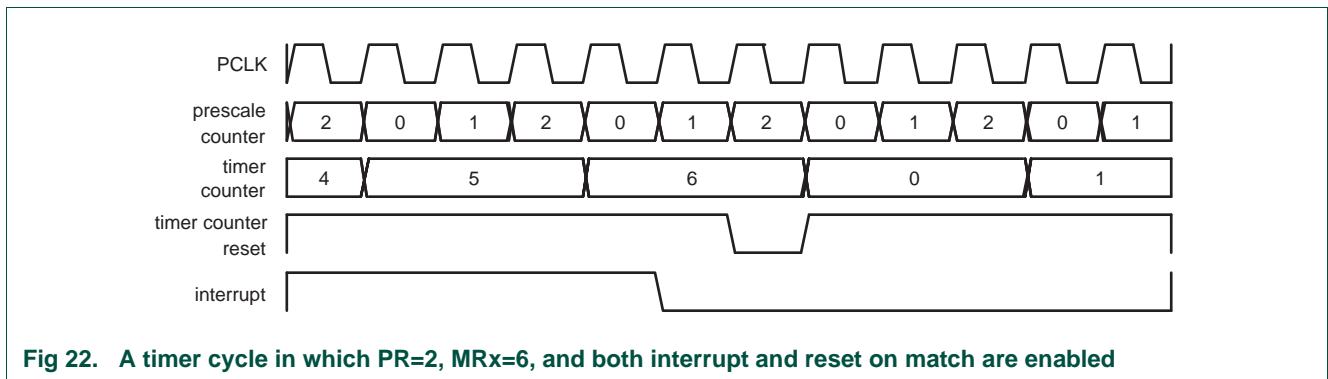 PCLK
prescale
counter
2 0 1 2 0 1 2 0 1 2 0 1
timer
counter
4 5 6 0 1
timer counter
reset
interrupt
Fig 22. A timer cycle in which PR=2, MRx=6, and both interrupt and reset on match are enabled